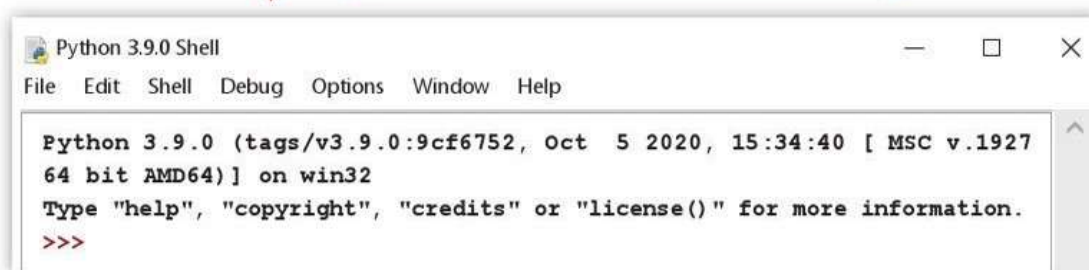 Python 3.9.0 Shell
File Edit Shell Debug Options Window Help
Python 3.9.0 (tags/v3.9.0:9cf6752, Oct 5 2020, 15:34:40 [ MSC v.1927
64 bit AMD64)] on win32
Type "help", "copyright", "credits" or "license()" for more information.
>>>